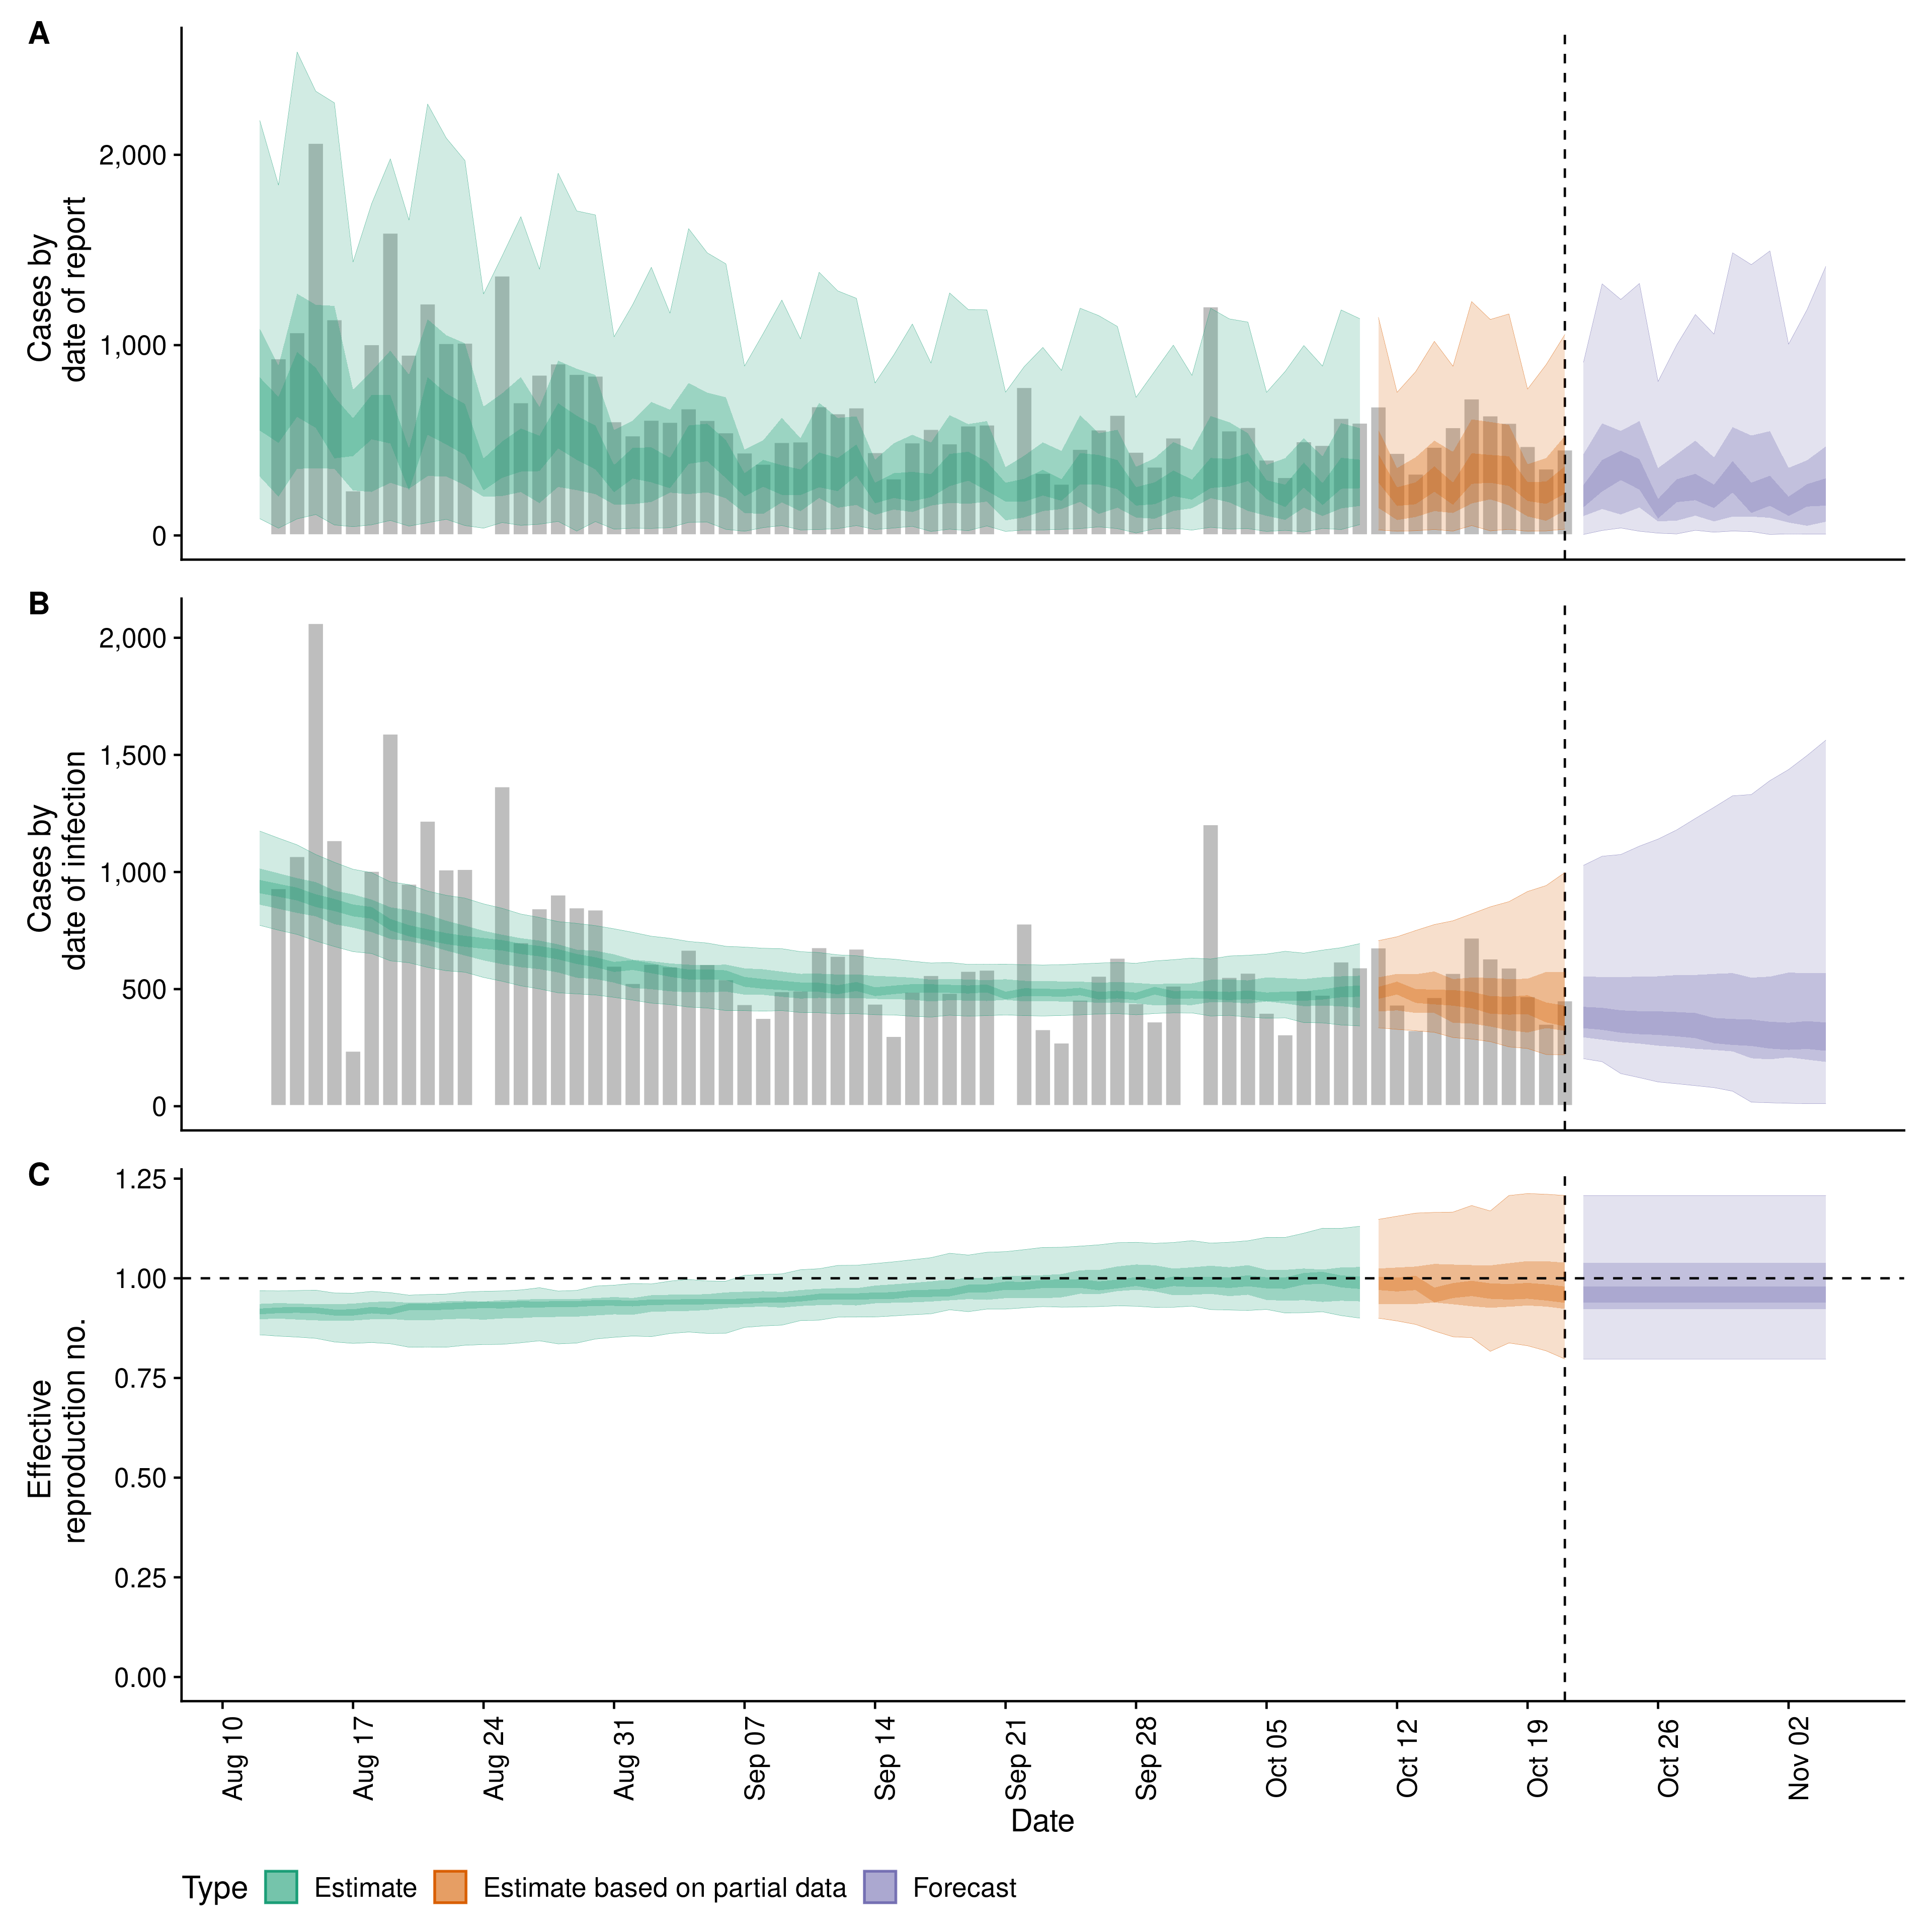 A
Cases by
date of report
2,000
1,000
0
B
Cases by
date of infection
2,000
1,500
1,000
500
0
C
Effective
reproduction no.
1.25
1.00
0.75
0.50
0.25
0.00
Aug 10
Aug 17
Aug 24
Aug 31
Sep 07
Sep 14
Sep 21
Sep 28
Oct 05
Oct 12
Oct 19
Oct 26
Nov 02
Date
Type Estimate Estimate based on partial data Forecast